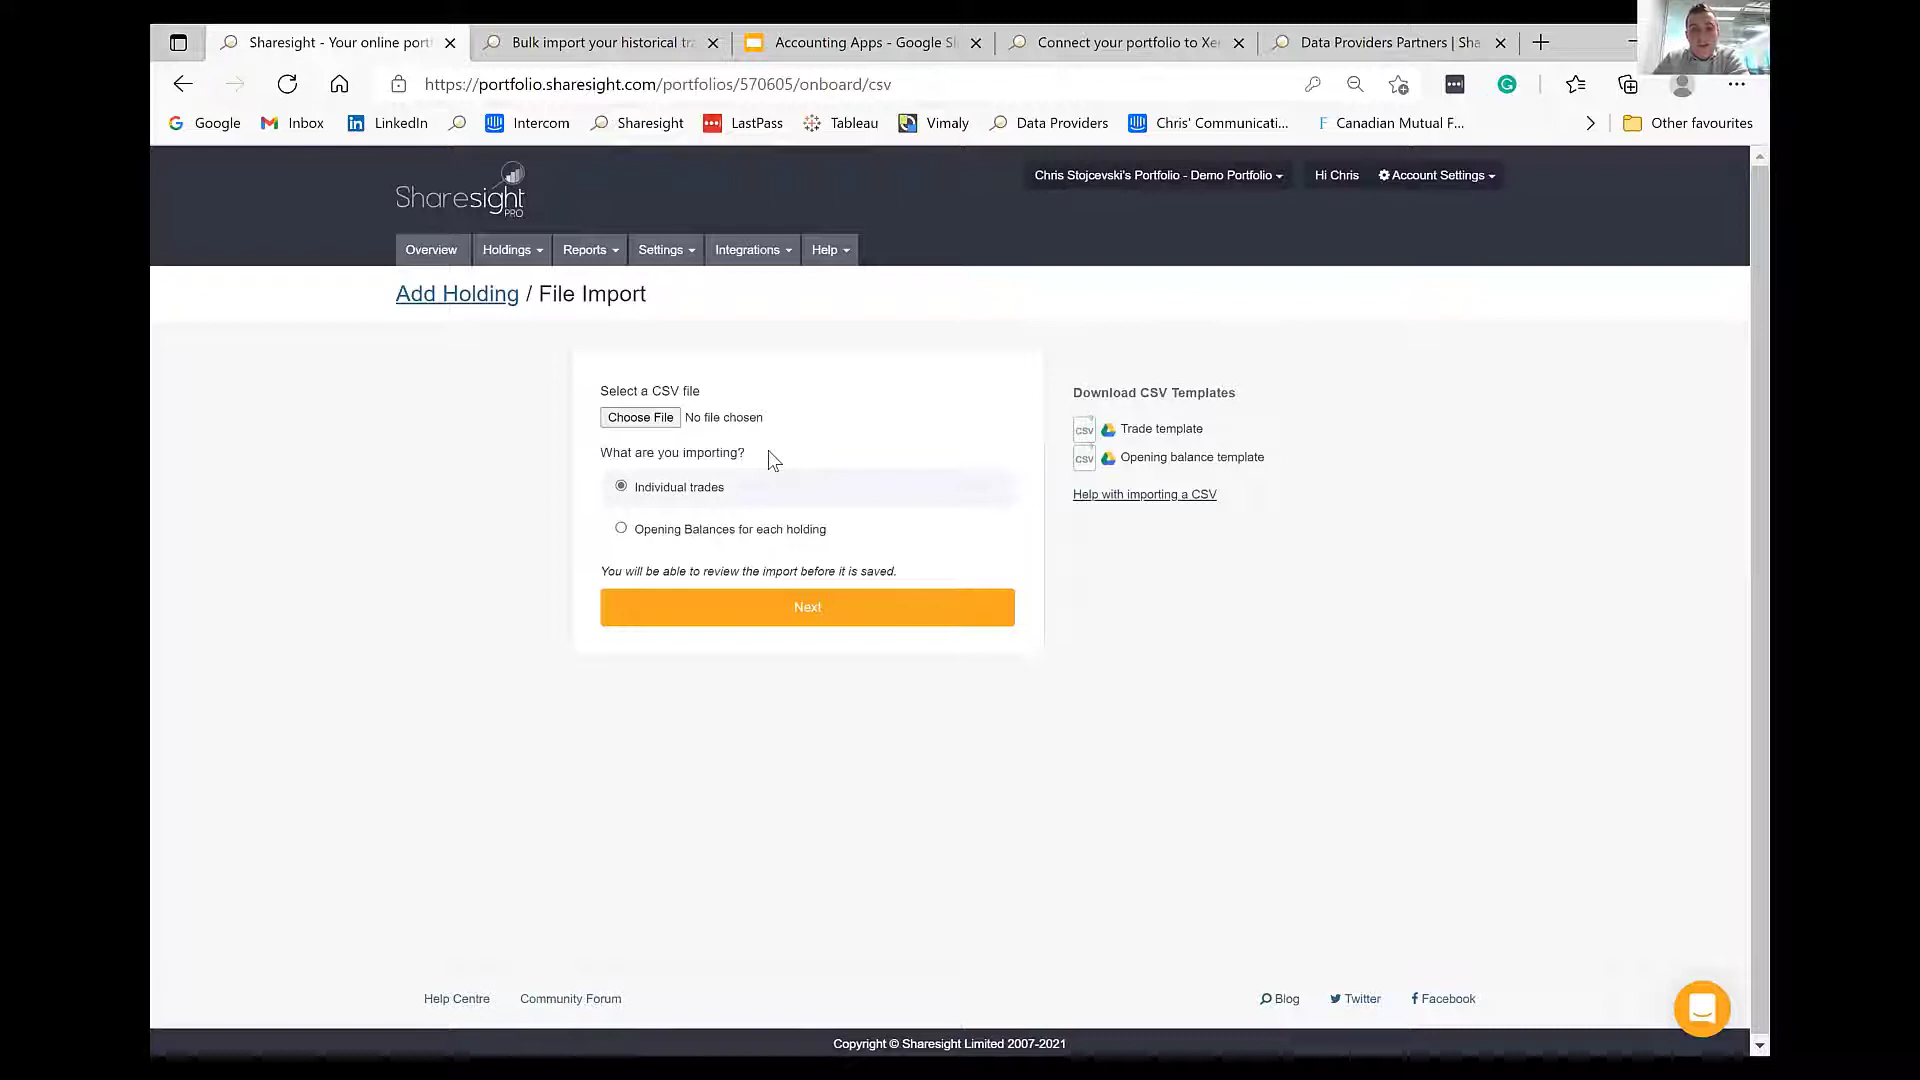 Sharesight - Your online port
Bulk import your historical tra
Accounting Apps - Google Sl
Connect your portfolio to Xe
Data Providers Partners | Sha
https://portfolio.sharesight.com/portfolios/570605/onboard/csv
Google
Inbox
LinkedIn
Intercom
Sharesight
LastPass
Tableau
Vimaly
Data Providers
Chris' Communicati...
Canadian Mutual F...
Other favourites
Sharesight
PRO
Chris Stojcevski's Portfolio - Demo Portfolio
Hi Chris
Account Settings
Overview
Holdings
Reports
Settings
Integrations
Help
Add Holding / File Import
Select a CSV file
Choose File No file chosen
What are you importing?
Individual trades
Opening Balances for each holding
You will be able to review the import before it is saved.
Next
Download CSV Templates
CSV Trade template
CSV Opening balance template
Help with importing a CSV
Help Centre
Community Forum
Blog
Twitter
Facebook
Copyright © Sharesight Limited 2007-2021